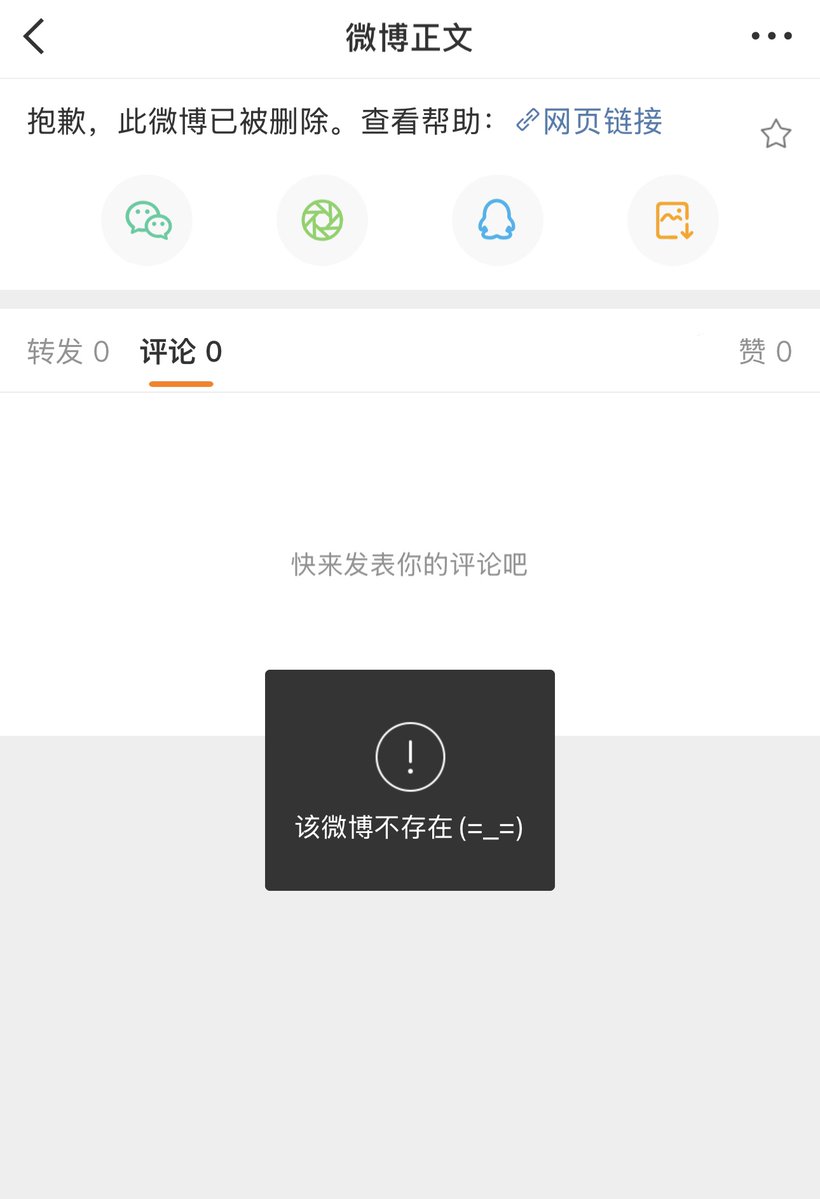 微博正文
抱歉，此微博已被删除。查看帮助：网页链接
转发 0 评论 0 赞 0
快来发表你的评论吧
该微博不存在(=_=)